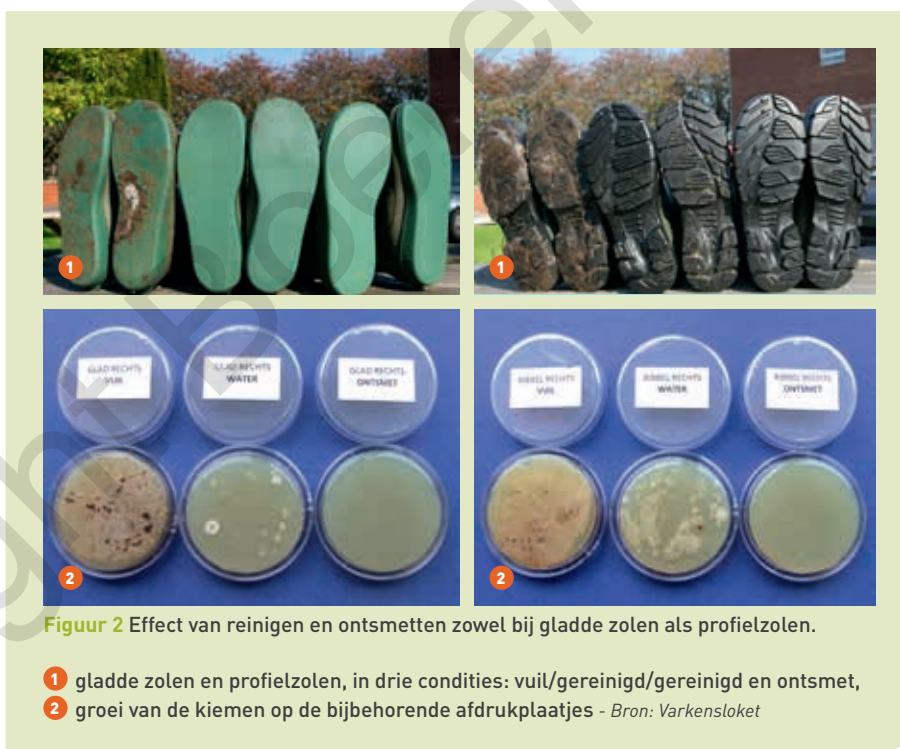 1
1
GLAD RECHTS
VUIL
GLAD RECHTS
WATER
GLAD RECHTS
ONTSMET
RIBBEL RECHTS
VUIL
RIBBEL RECHTS
WATER
RIBBEL RECHTS
ONTSMET
2
2
Figuur 2 Effect van reinigen en ontsmetten zowel bij gladde zolen als profielzolen.
1 gladde zolen en profielzolen, in drie condities: vuil/gereinigd/gereinigd en ontsmet,
2 groei van de kiemen op de bijbehorende afdrukplaatjes - Bron: Varkensloket